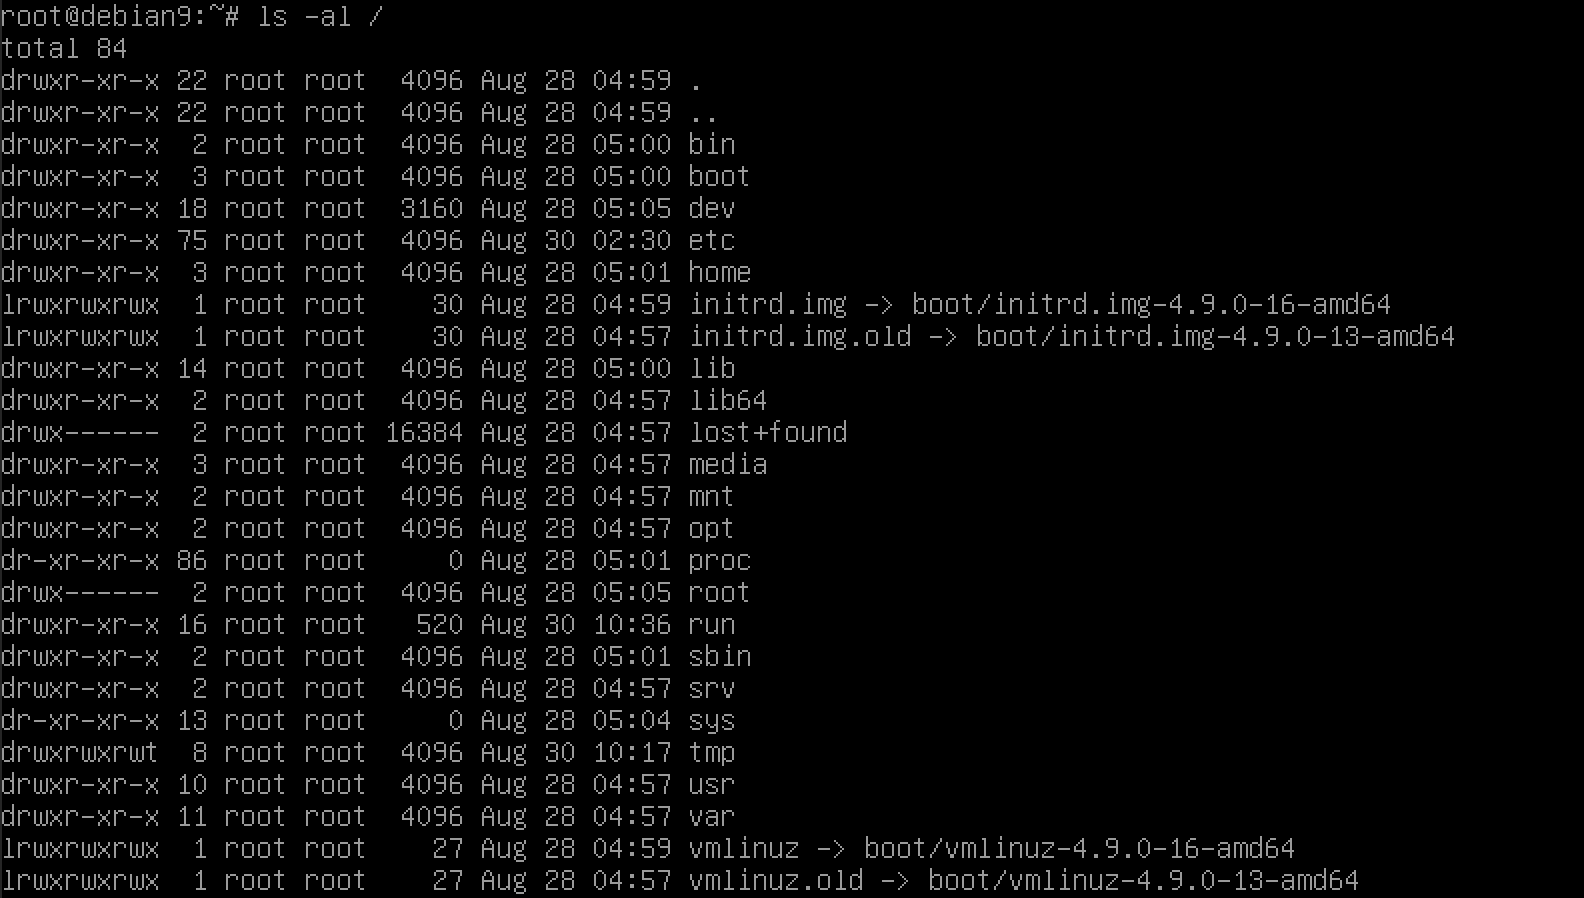 root@debian9:~# ls -al /
total 84
drwxr-xr-x 22 root root  4096 Aug 28 04:59 .
drwxr-xr-x 22 root root  4096 Aug 28 04:59 ..
drwxr-xr-x  2 root root  4096 Aug 28 05:00 bin
drwxr-xr-x  3 root root  4096 Aug 28 05:00 boot
drwxr-xr-x 18 root root  3160 Aug 28 05:05 dev
drwxr-xr-x 75 root root  4096 Aug 30 02:30 etc
drwxr-xr-x  3 root root  4096 Aug 28 05:01 home
lrwxrwxrwx  1 root root    30 Aug 28 04:59 initrd.img -> boot/initrd.img-4.9.0-16-amd64
lrwxrwxrwx  1 root root    30 Aug 28 04:57 initrd.img.old -> boot/initrd.img-4.9.0-13-amd64
drwxr-xr-x 14 root root  4096 Aug 28 05:00 lib
drwxr-xr-x  2 root root  4096 Aug 28 04:57 lib64
drwx------  2 root root 16384 Aug 28 04:57 lost+found
drwxr-xr-x  3 root root  4096 Aug 28 04:57 media
drwxr-xr-x  2 root root  4096 Aug 28 04:57 mnt
drwxr-xr-x  2 root root  4096 Aug 28 04:57 opt
dr-xr-xr-x 86 root root     0 Aug 28 05:01 proc
drwx------  2 root root  4096 Aug 28 05:05 root
drwxr-xr-x 16 root root   520 Aug 30 10:36 run
drwxr-xr-x  2 root root  4096 Aug 28 05:01 sbin
drwxr-xr-x  2 root root  4096 Aug 28 04:57 srv
dr-xr-xr-x 13 root root     0 Aug 28 05:04 sys
drwxrwxrwt  8 root root  4096 Aug 30 10:17 tmp
drwxr-xr-x 10 root root  4096 Aug 28 04:57 usr
drwxr-xr-x 11 root root  4096 Aug 28 04:57 var
lrwxrwxrwx  1 root root    27 Aug 28 04:59 vmlinuz -> boot/vmlinuz-4.9.0-16-amd64
lrwxrwxrwx  1 root root    27 Aug 28 04:57 vmlinuz.old -> boot/vmlinuz-4.9.0-13-amd64